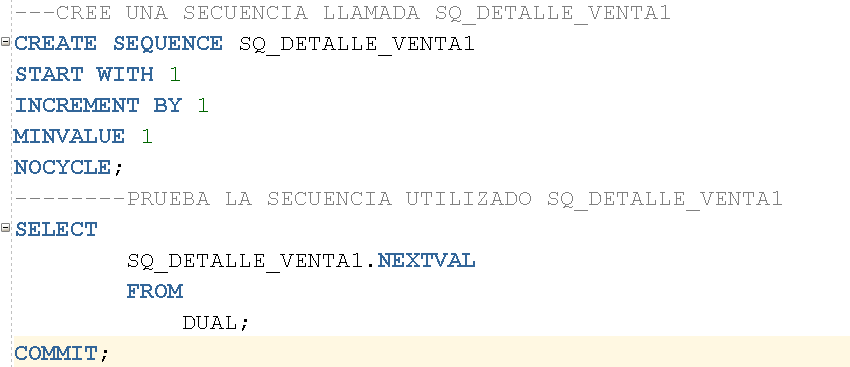 ---CREE UNA SECUENCIA LLAMADA SQ_DETALLE_VENTA1
CREATE SEQUENCE SQ_DETALLE_VENTA1
START WITH 1
INCREMENT BY 1
MINVALUE 1
NOCYCLE;
--------PRUEBA LA SECUENCIA UTILIZADO SQ_DETALLE_VENTA1
SELECT
SQ_DETALLE_VENTA1.NEXTVAL
FROM
DUAL;
COMMIT;